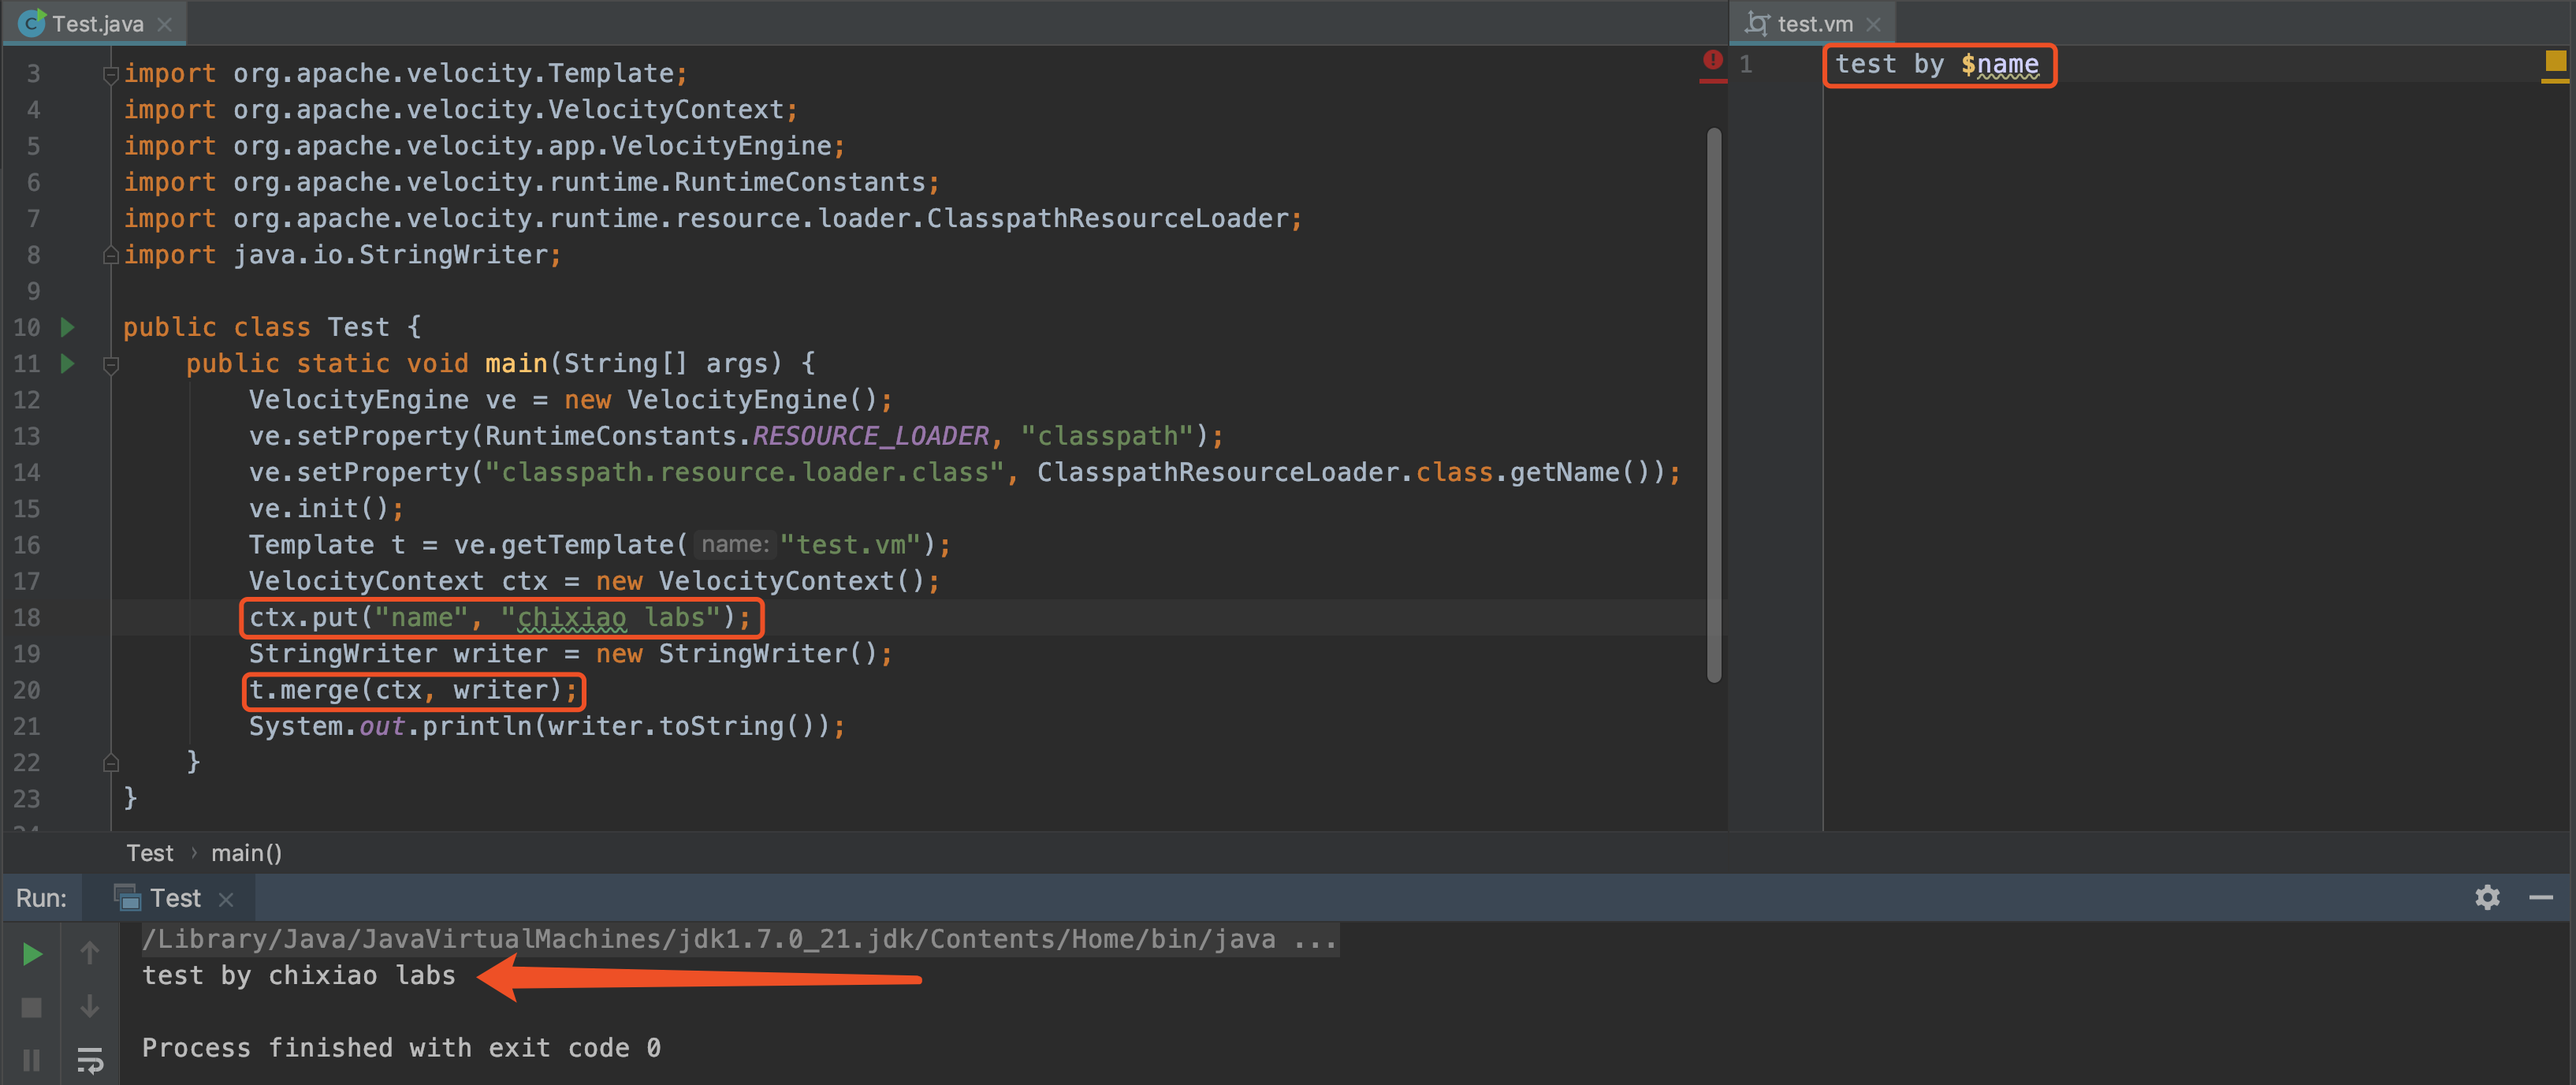 Test.java
test.vm
3 import org.apache.velocity.Template;
4 import org.apache.velocity.VelocityContext;
5 import org.apache.velocity.app.VelocityEngine;
6 import org.apache.velocity.runtime.RuntimeConstants;
7 import org.apache.velocity.runtime.resource.loader.ClasspathResourceLoader;
8 import java.io.StringWriter;
9
10 public class Test {
11 public static void main(String[] args) {
12 VelocityEngine ve = new VelocityEngine();
13 ve.setProperty(RuntimeConstants.RESOURCE_LOADER, "classpath");
14 ve.setProperty("classpath.resource.loader.class", ClasspathResourceLoader.class.getName());
15 ve.init();
16 Template t = ve.getTemplate( name: "test.vm");
17 VelocityContext ctx = new VelocityContext();
18 ctx.put("name", "chixiao labs");
19 StringWriter writer = new StringWriter();
20 t.merge(ctx, writer);
21 System.out.println(writer.toString());
22 }
23 }
1 test by $name
Test › main()
Run: Test
/Library/Java/JavaVirtualMachines/jdk1.7.0_21.jdk/Contents/Home/bin/java ...
test by chixiao labs
Process finished with exit code 0